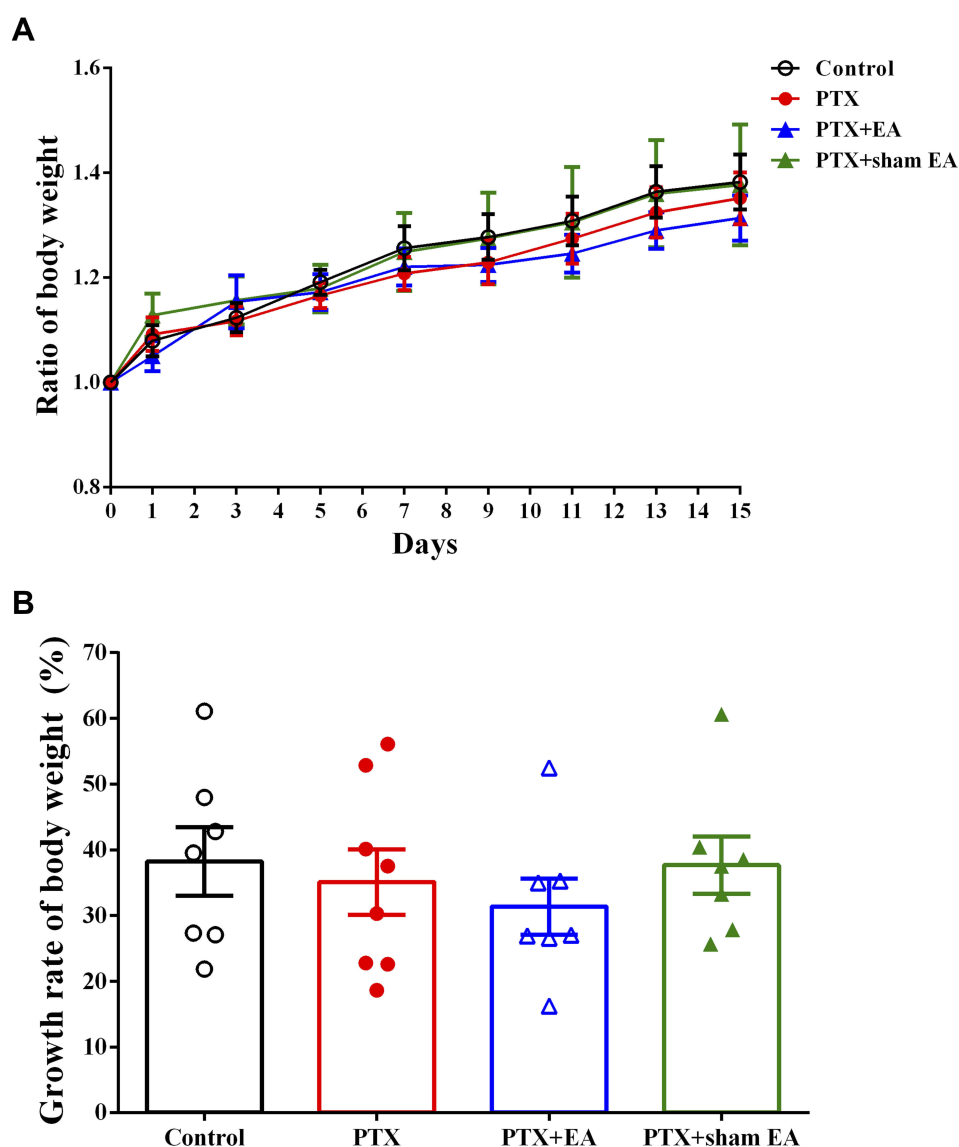 A
Ratio of body weight
1.6
1.4
1.2
1.0
0.8
0 1 2 3 4 5 6 7 8 9 10 11 12 13 14 15
Days
Control
PTX
PTX+EA
PTX+sham EA
B
Growth rate of body weight (%)
70
60
50
40
30
20
10
0
Control PTX PTX+EA PTX+sham EA